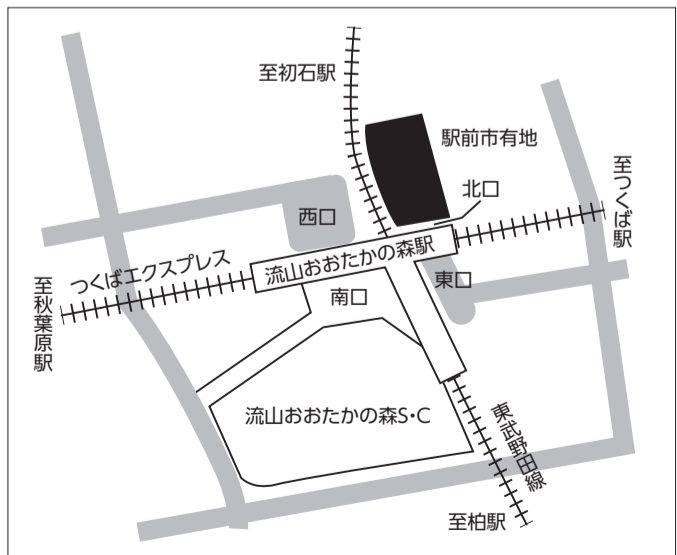 至初石駅
駅前市有地
北口
至つくば駅
西口
つくばエクスプレス
流山おおたかの森駅
東口
至秋葉原駅
南口
流山おおたかの森S・C
東武野田線
至柏駅